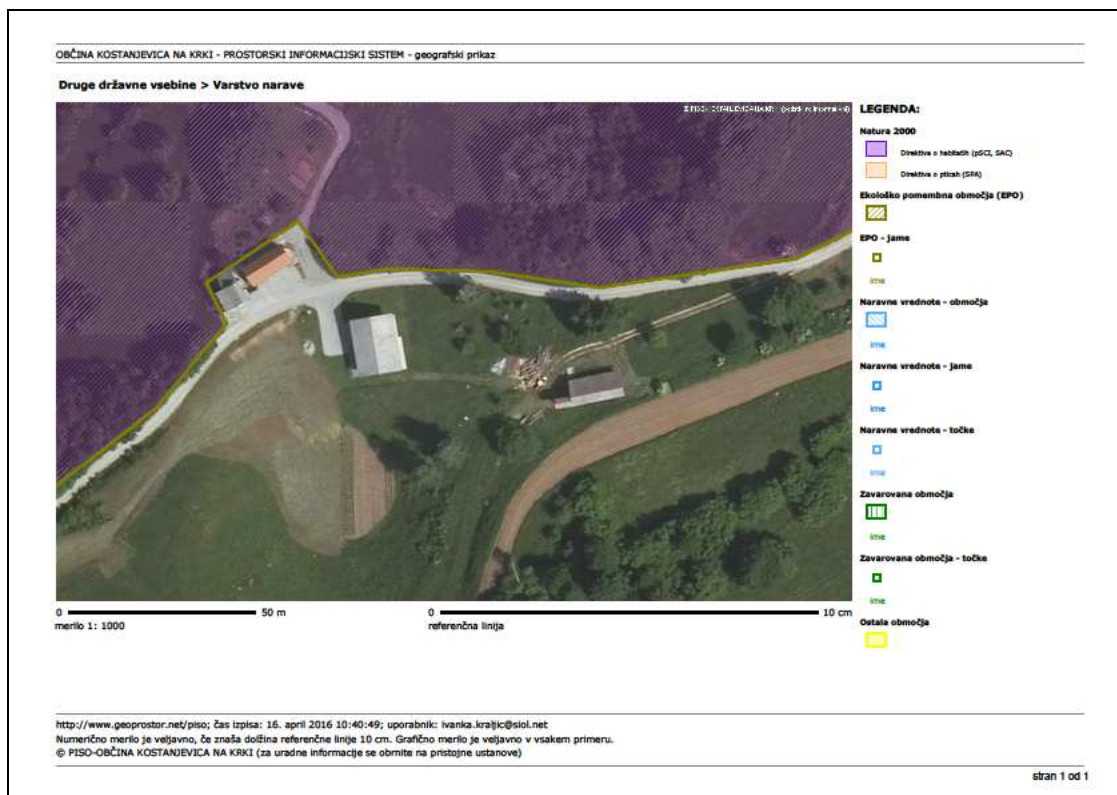 OBČINA KOSTANJEVICA NA KRKI - PROSTORSKI INFORMACIJSKI SISTEM - geografski prikaz
Druge državne vsebine > Varstvo narave
LEGENDA:
Natura 2000
Direktiva o habitatih (pSCI, SAC)
Direktiva o pticah (SPA)
Ekološko pomembna območja (EPO)
EPO - jame
ime
Naravne vrednote - območja
ime
Naravne vrednote - jame
ime
Naravne vrednote - točke
ime
Zavarovana območja
ime
Zavarovana območja - točke
ime
Ostala območja
0 50 m
merilo 1: 1000
0 10 cm
referenčna linija
http://www.geoprostor.net/piso; čas izpisa: 16. april 2016 10:40:49; uporabnik: ivanka.kraljic@siol.net
Numerično merilo je veljavno, če znaša dolžina referenčne linije 10 cm. Grafično merilo je veljavno v vsakem primeru.
© PISO-OBČINA KOSTANJEVICA NA KRKI (za uradne informacije se obrnite na pristojne ustanove)
stran 1 od 1